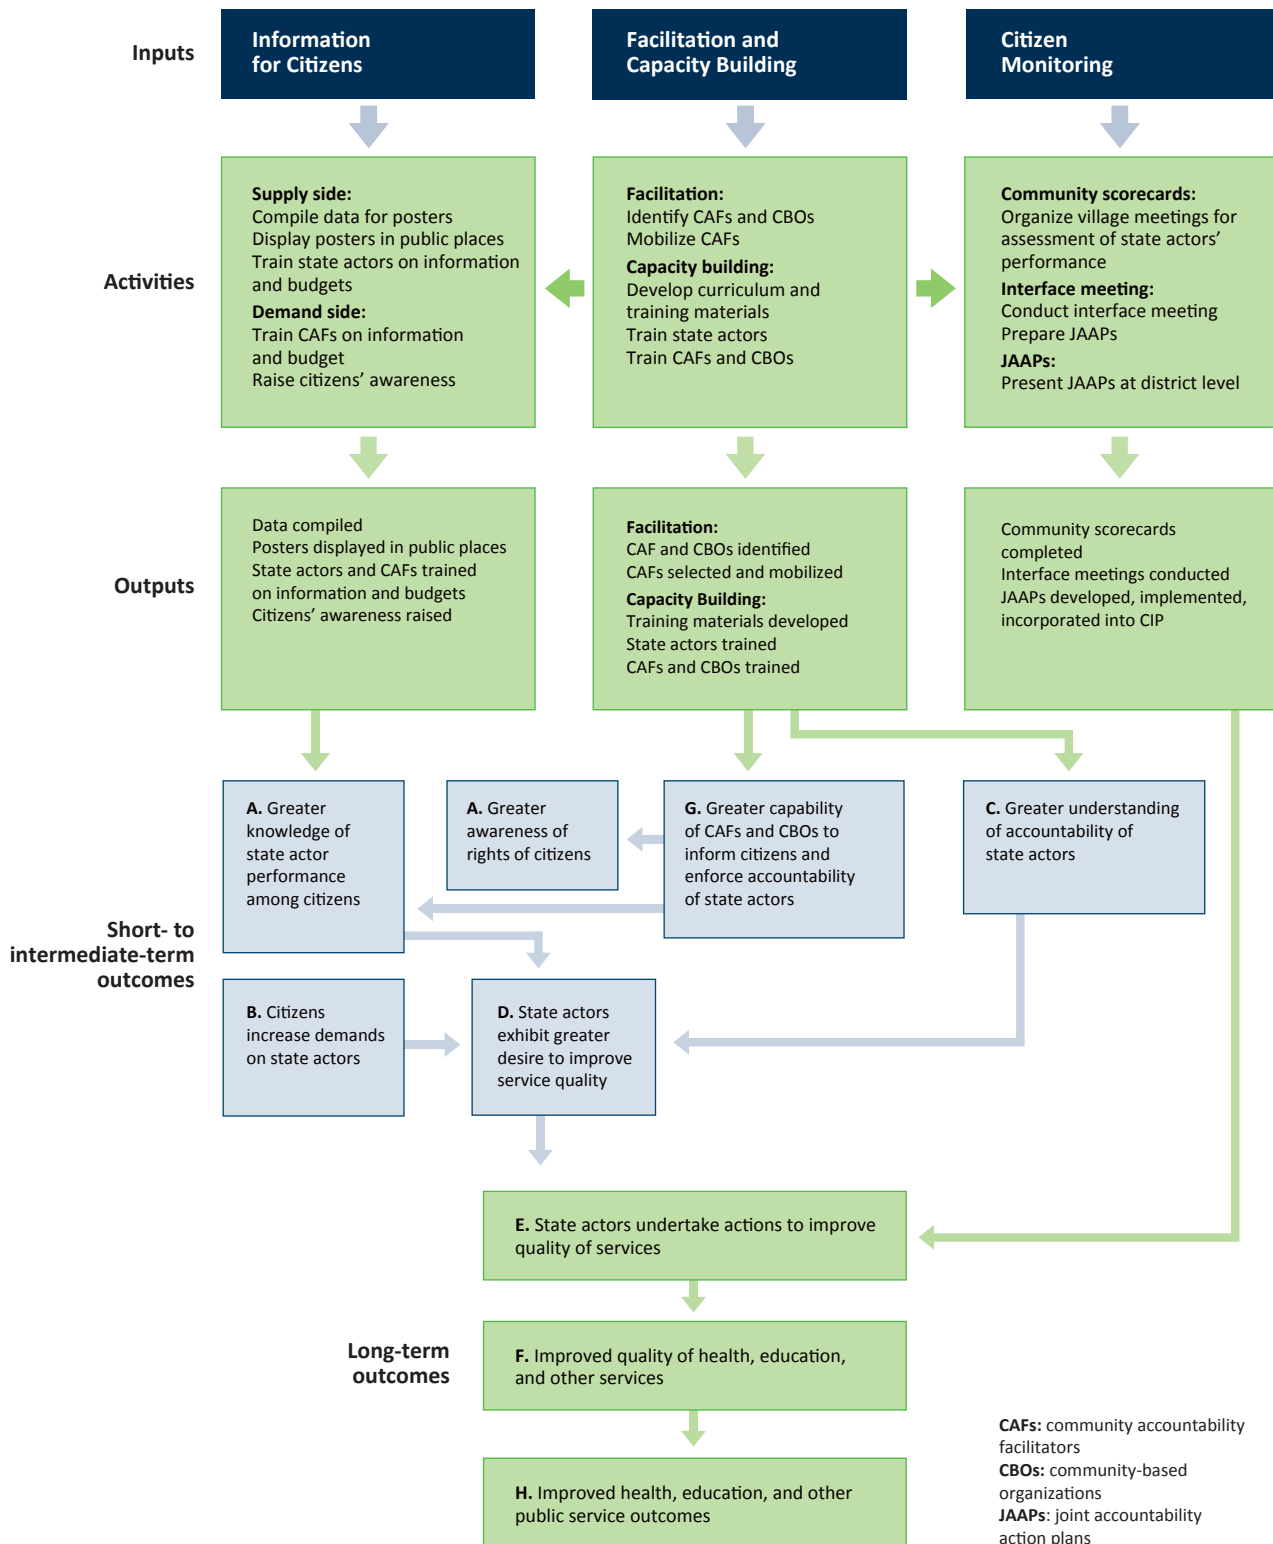 Inputs
Information
for Citizens
Facilitation and
Capacity Building
Citizen
Monitoring
Activities
Supply side:
Compile data for posters
Display posters in public places
Train state actors on information
and budgets
Demand side:
Train CAFs on information
and budget
Raise citizens’ awareness
Facilitation:
Identify CAFs and CBOs
Mobilize CAFs
Capacity building:
Develop curriculum and
training materials
Train state actors
Train CAFs and CBOs
Community scorecards:
Organize village meetings for
assessment of state actors’
performance
Interface meeting:
Conduct interface meeting
Prepare JAAPs
JAAPs:
Present JAAPs at district level
Outputs
Data compiled
Posters displayed in public places
State actors and CAFs trained
on information and budgets
Citizens’ awareness raised
Facilitation:
CAF and CBOs identified
CAFs selected and mobilized
Capacity Building:
Training materials developed
State actors trained
CAFs and CBOs trained
Community scorecards
completed
Interface meetings conducted
JAAPs developed, implemented,
incorporated into CIP
Short- to
intermediate-term
outcomes
A. Greater
knowledge of
state actor
performance
among citizens
A. Greater
awareness of
rights of citizens
G. Greater capability
of CAFs and CBOs to
inform citizens and
enforce accountability
of state actors
C. Greater understanding
of accountability of
state actors
B. Citizens
increase demands
on state actors
D. State actors
exhibit greater
desire to improve
service quality
E. State actors undertake actions to improve
quality of services
Long-term
outcomes
F. Improved quality of health, education,
and other services
H. Improved health, education, and other
public service outcomes
CAFs: community accountability
facilitators
CBOs: community-based
organizations
JAAPs: joint accountability
action plans